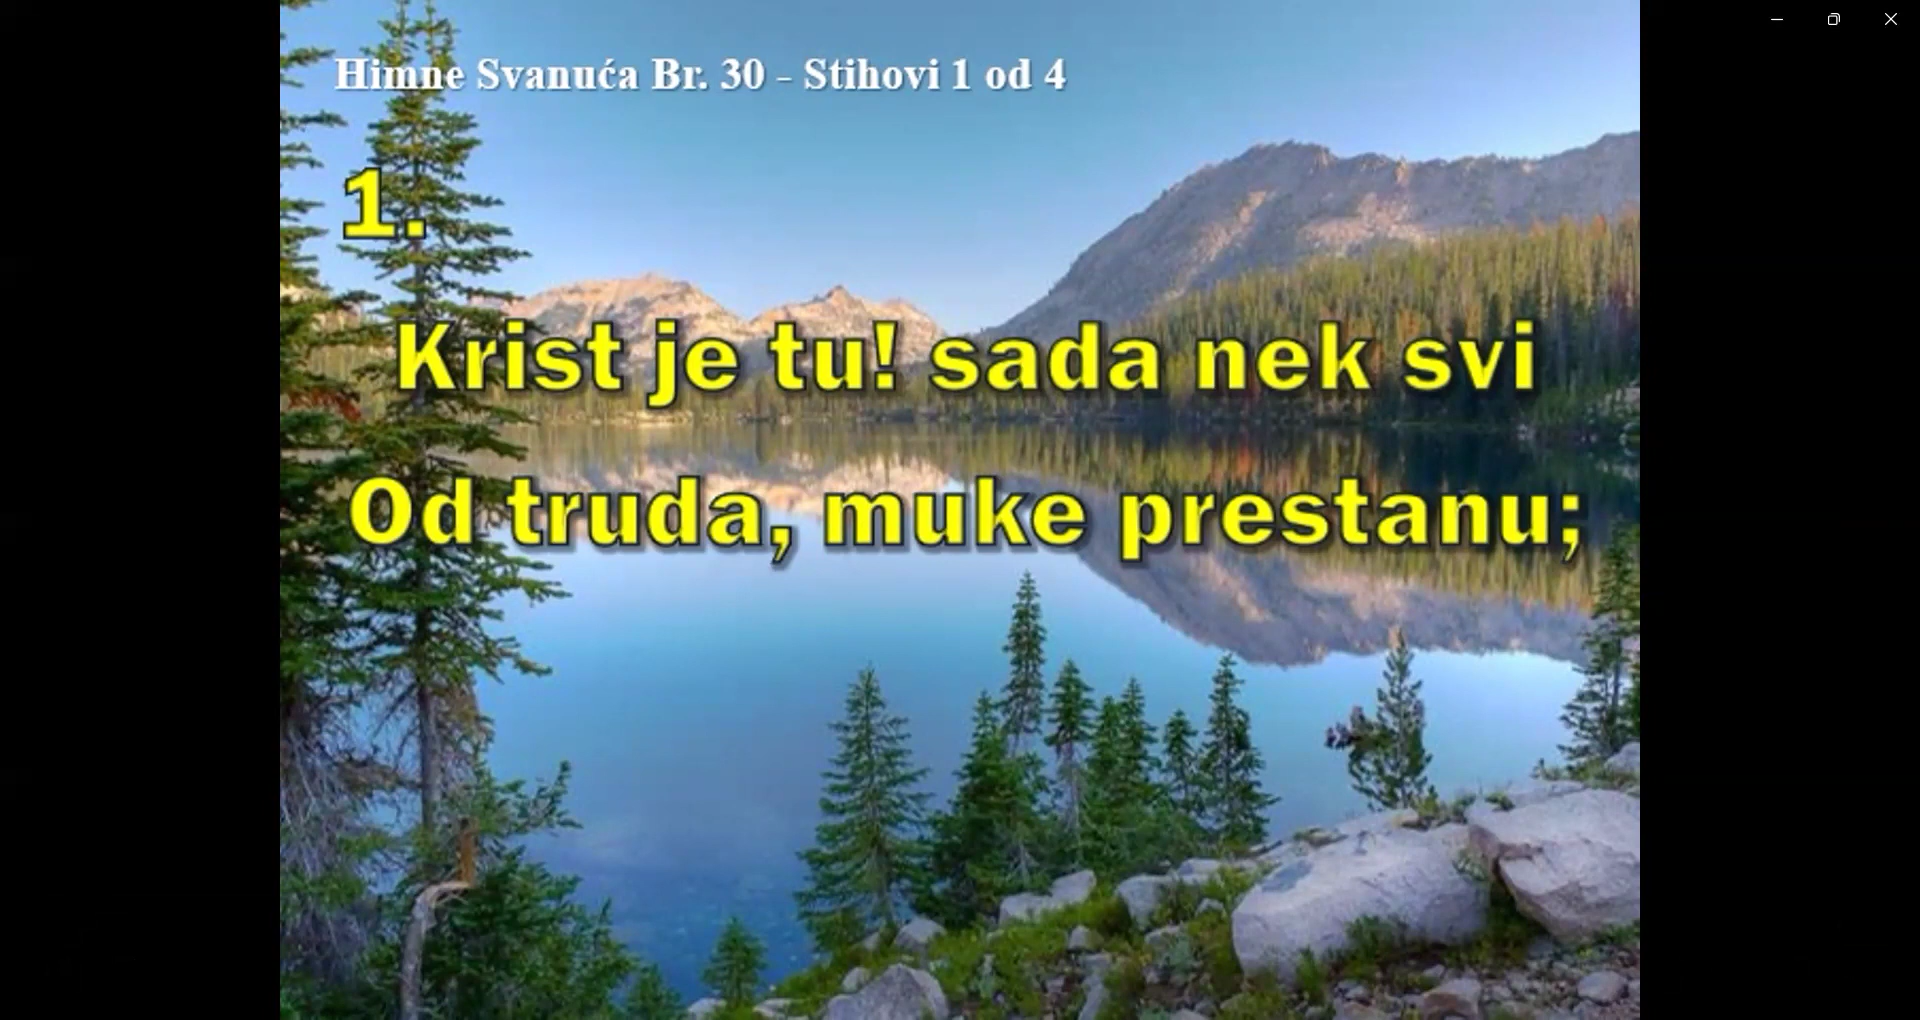 Himne Svanuća Br. 30 - Stihovi 1 od 4
1.
Krist je tu! sada nek svi
Od truda, muke prestanu;